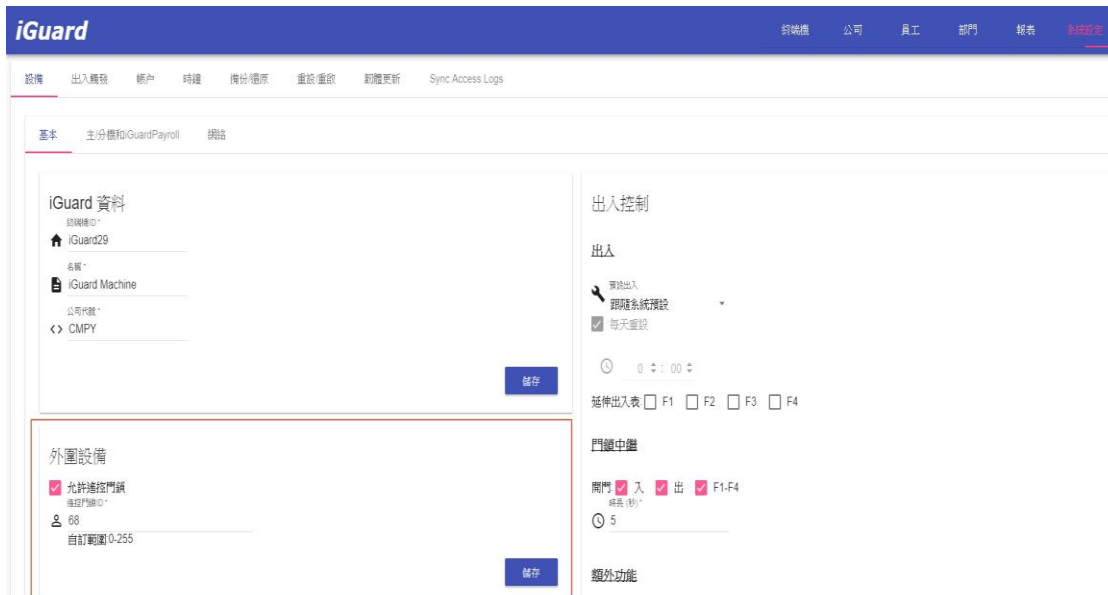 iGuard
終端機 公司 員工 部門 報表 系統設定
設備 出入觸發 帳户 時鐘 備份/還原 重設/重啟 韌體更新 Sync Access Logs
基本 主/分機和iGuardPayroll 網絡
iGuard 資料
終端機ID *
iGuard29
名稱 *
iGuard Machine
公司代號 *
CMPY
儲存
外圍設備
允許遙控門鎖
遙控門鎖ID *
68
自訂範圍:0-255
儲存
出入控制
出入
預設出入
跟隨系統預設
每天重設
0 : 00
延伸出入表: F1 F2 F3 F4
門鎖中繼
開門: 入 出 F1-F4
時長 (秒) *
5
額外功能